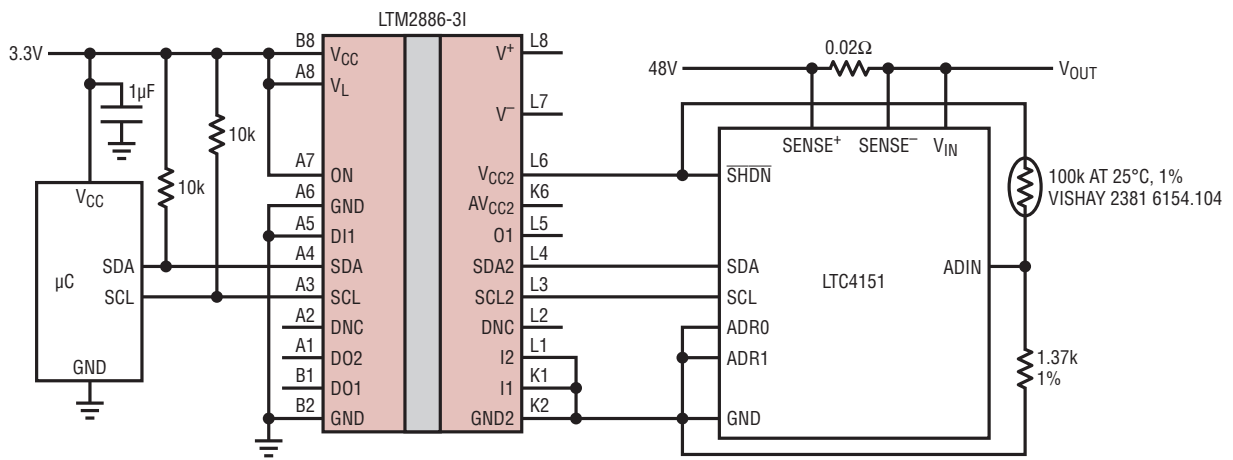 LTM2886-3I
3.3V
1µF
10k
10k
VCC
µC
SDA
SCL
GND
B8
A8
A7
A6
A5
A4
A3
A2
A1
B1
B2
VCC
VL
ON
GND
DI1
SDA
SCL
DNC
DO2
DO1
GND
V+
V−
VCC2
AVCC2
O1
SDA2
SCL2
DNC
I2
I1
GND2
L8
L7
L6
K6
L5
L4
L3
L2
L1
K1
K2
48V
0.02Ω
VOUT
SENSE+ SENSE− VIN
SHDN
SDA
SCL
ADR0
ADR1
GND
LTC4151
ADIN
100k AT 25°C, 1%
VISHAY 2381 6154.104
1.37k
1%